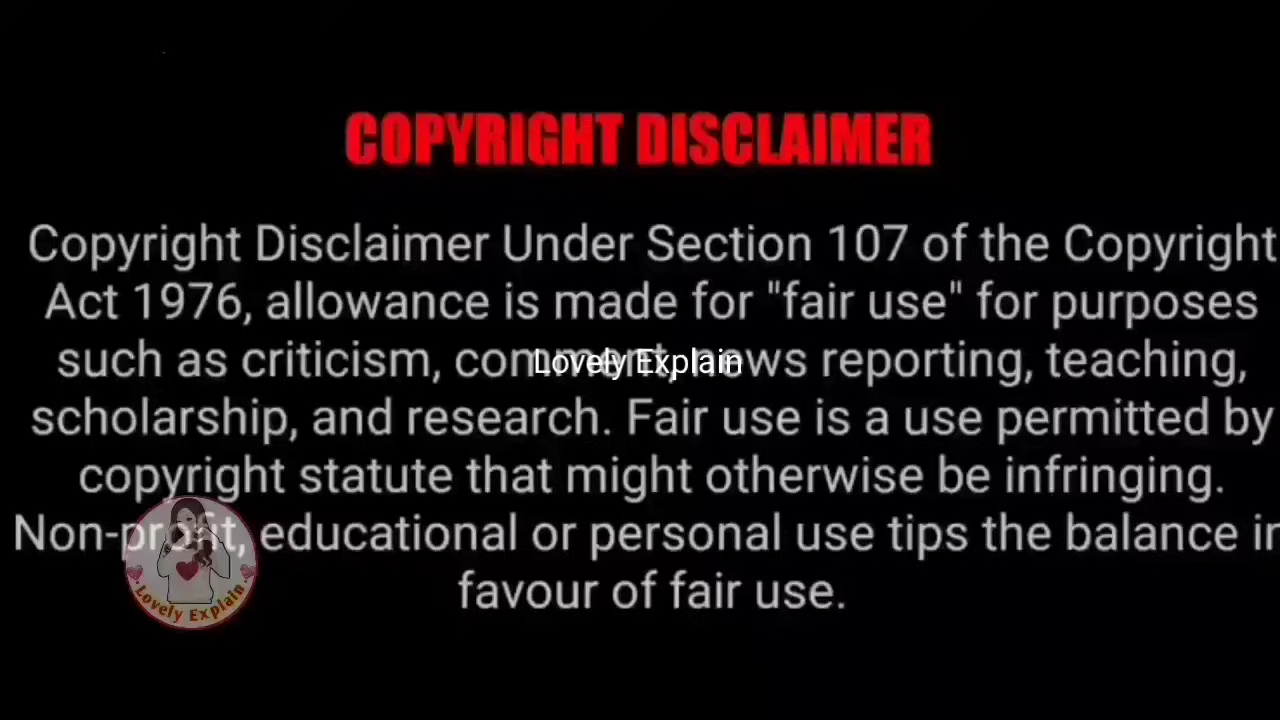 COPYRIGHT DISCLAIMER
Copyright Disclaimer Under Section 107 of the Copyright
Act 1976, allowance is made for "fair use" for purposes
such as criticism, comment, news reporting, teaching,
Lovely Explain
scholarship, and research. Fair use is a use permitted by
copyright statute that might otherwise be infringing.
Non-profit, educational or personal use tips the balance in
favour of fair use.
Lovely Explain